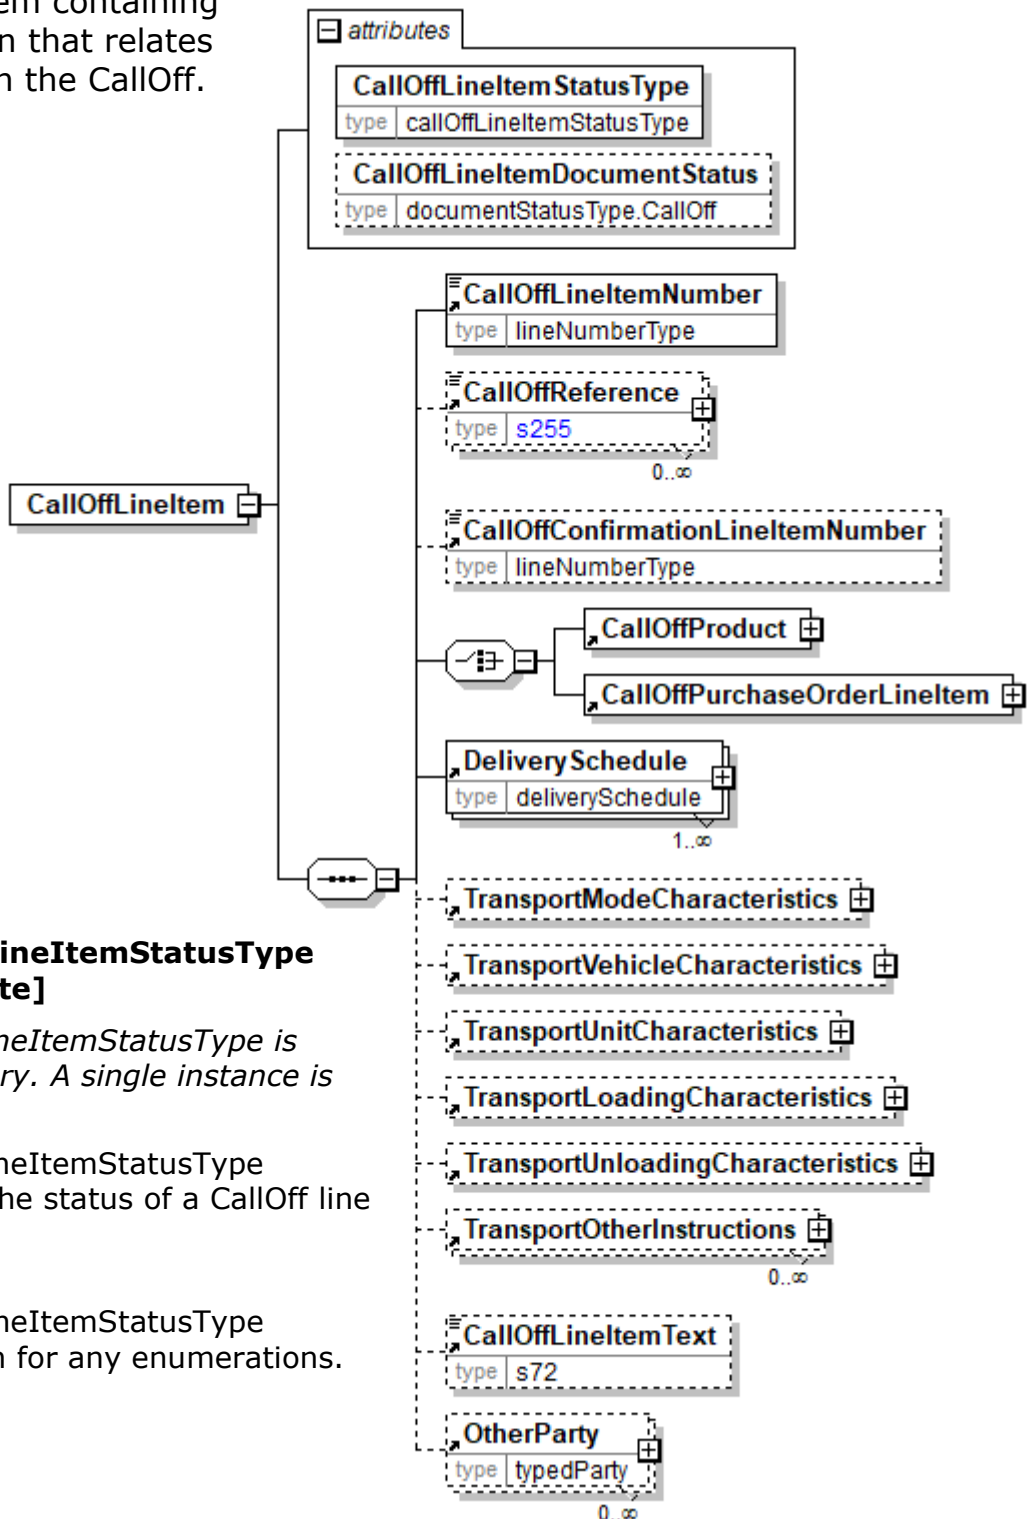 em containing
n that relates
n the CallOff.
attributes
CallOffLineItemStatusType
type callOffLineItemStatusType
CallOffLineItemDocumentStatus
type documentStatusType.CallOff
CallOffLineItemNumber
type lineNumberType
CallOffReference
type s255
0..∞
CallOffLineItem
CallOffConfirmationLineItemNumber
type lineNumberType
CallOffProduct
CallOffPurchaseOrderLineItem
DeliverySchedule
type deliverySchedule
1..∞
TransportModeCharacteristics
TransportVehicleCharacteristics
TransportUnitCharacteristics
TransportLoadingCharacteristics
TransportUnloadingCharacteristics
TransportOtherInstructions
0..∞
CallOffLineItemText
type s72
OtherParty
type typedParty
0..∞
ineItemStatusType
te]
neItemStatusType is
ry. A single instance is
neItemStatusType
he status of a CallOff line
neItemStatusType
n for any enumerations.